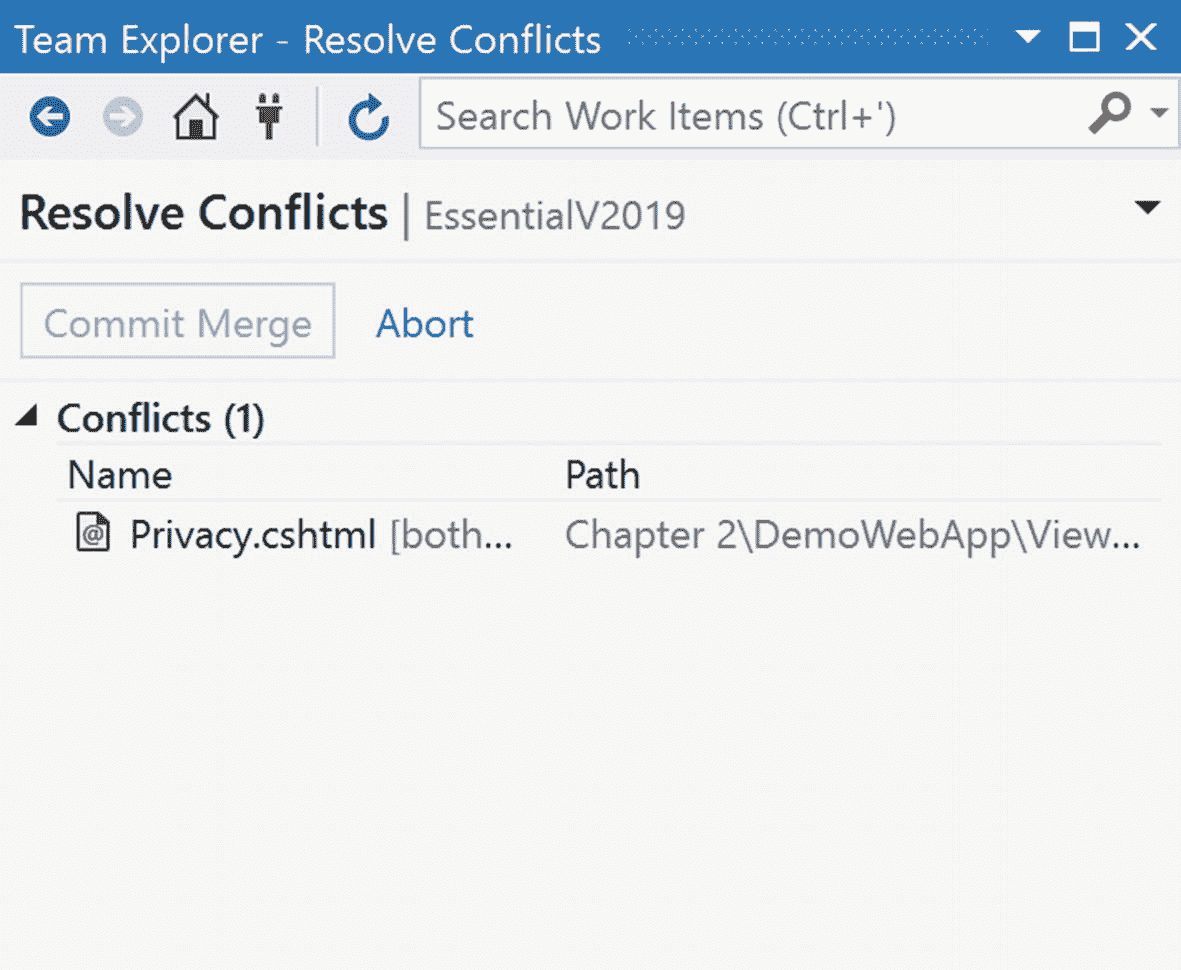 Team Explorer - Resolve Conflicts
Search Work Items (Ctrl+')
Resolve Conflicts | EssentialV2019
Commit Merge Abort
Conflicts (1)
Name Path
Privacy.cshtml [both... Chapter 2\DemoWebApp\View...